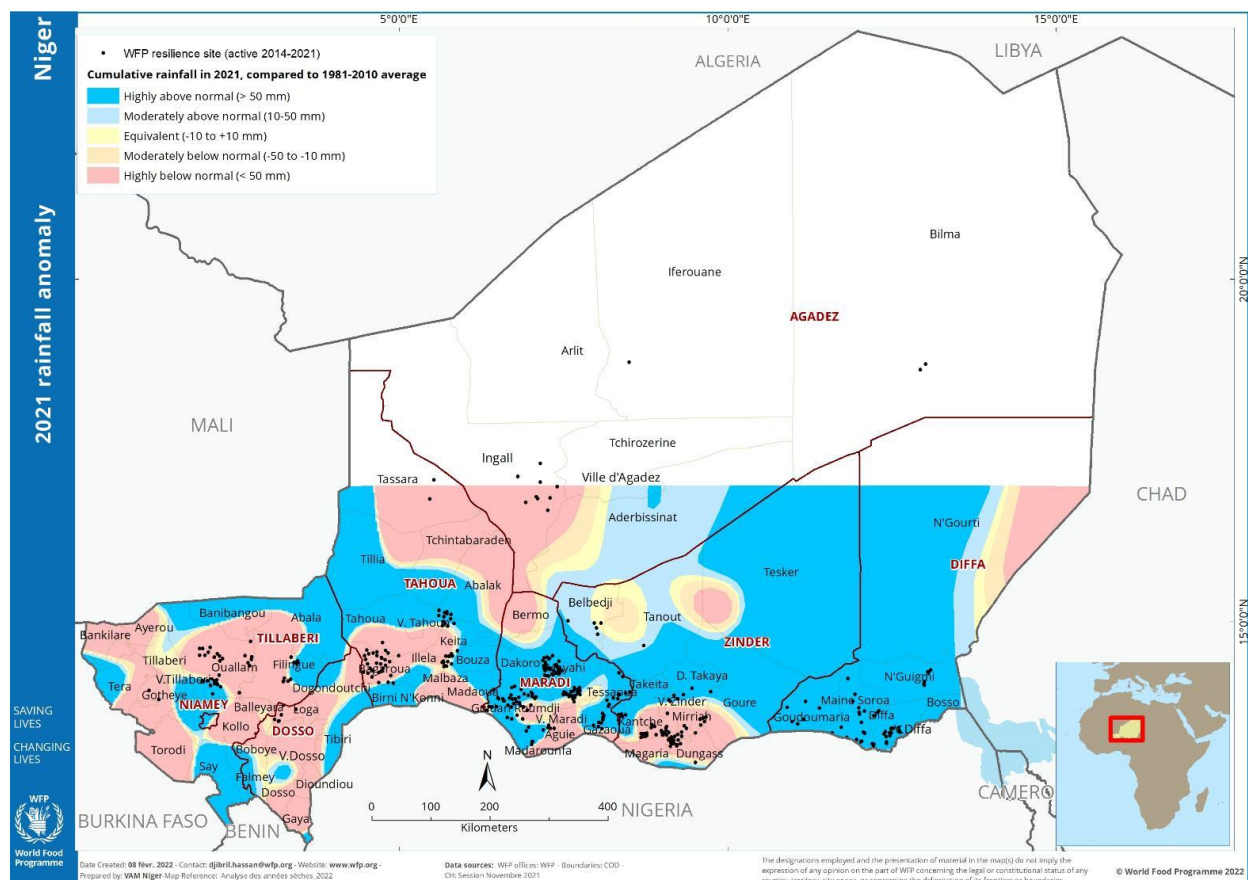 Niger
2021 rainfall anomaly
SAVING
LIVES
CHANGING
LIVES
WFP
World Food
Programme
5°0'0"E
10°0'0"E
15°0'0"E
20°0'0"N
15°0'0"N
WFP resilience site (active 2014-2021)
Cumulative rainfall in 2021, compared to 1981-2010 average
Highly above normal (> 50 mm)
Moderately above normal (10-50 mm)
Equivalent (-10 to +10 mm)
Moderately below normal (-50 to -10 mm)
Highly below normal (< 50 mm)
ALGERIA
LIBYA
MALI
CHAD
BURKINA FASO
BENIN
NIGERIA
CAMERO
Bilma
Iferouane
AGADEZ
Arlit
Tchirozerine
Ingall
Ville d'Agadez
Tassara
Aderbissinat
N'Gourti
Tchintabaraden
Tillia
Tesker
DIFFA
TAHOUA
Abalak
Belbedji
Bermo
Tanout
ZINDER
Banibangou
Abala
Ayerou
Bankilare
Tahoua
V. Tahou
TILLABERI
Keita
Tillaberi
Ouallam
Filingue
Bagaroua
Illela
Bouza
Dakoro
V.Tillaberi
Malbaza
MARADI
Takeita
D. Takaya
N'Guigmi
Tera
Gotheye
Dogondoutchi
Birni N'Konni
Madaou
Tessaoua
V. Zinder
Goure
Maine Soroa
Bosso
NIAMEY
Balleyara
Loga
Roumdji
V. Maradi
Kantche
Mirriah
Goudoumaria
Diffa
Diffa
Kollo
DOSSO
Tibiri
Aguie
Gazaoua
Torodi
Boboye
V.Dosso
Madarounfa
Magaria
Dungass
Say
Falmey
Dosso
Dioundiou
Gaya
N
0
100
200
400
Kilometers
Date Created: 08 févr. 2022 - Contact: djibril.hassan@wfp.org - Website: www.wfp.org -
Prepared by: VAM Niger-Map Reference: Analyse des années sèches_2022
Data sources: WFP offices: WFP - Boundaries: COD -
CH: Session Novembre 2021
The designations employed and the presentation of material in the map(s) do not imply the
expression of any opinion on the part of WFP concerning the legal or constitutional status of any
© World Food Programme 2022